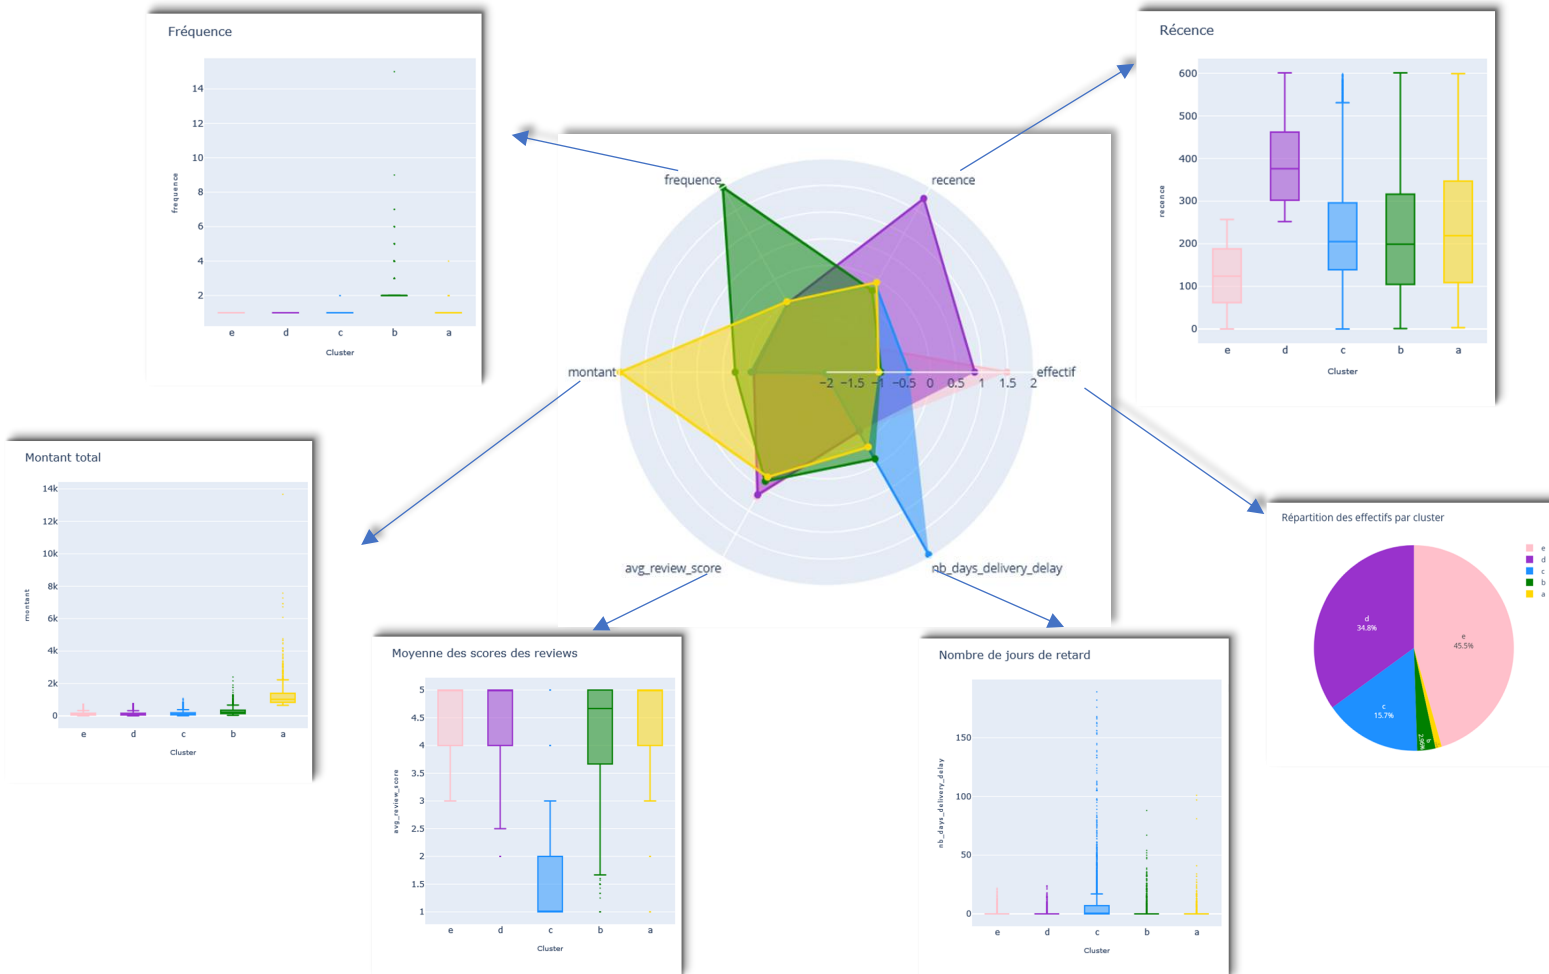 Fréquence
14
12
10
8
6
4
2
frequence
e d c b a
Cluster
Récence
600
500
400
300
200
100
0
recence
e d c b a
Cluster
frequence
recence
montant
effectif
−2 −1.5 −1 −0.5 0 0.5 1 1.5 2
avg_review_score
nb_days_delivery_delay
Montant total
14k
12k
10k
8k
6k
4k
2k
0
montant
e d c b a
Cluster
Moyenne des scores des reviews
5
4.5
4
3.5
3
2.5
2
1.5
1
avg_review_score
e d c b a
Cluster
Nombre de jours de retard
150
100
50
0
nb_days_delivery_delay
e d c b a
Cluster
Répartition des effectifs par cluster
e
d
c
b
a
d
34.8%
e
45.5%
c
15.7%
b